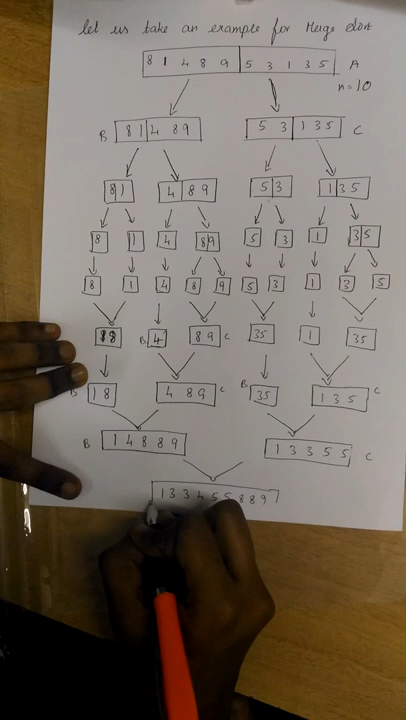 let us take an example for Merge Sort
8 1 4 8 9 5 3 1 3 5 A
n=10
B 8 1 4 8 9 5 3 1 3 5 C
8 1 4 8 9 5 3 1 3 5
8 1 4 8 9 5 3 1 3 5
8 1 4 8 9 5 3 1 3 5
1 8 B 4 8 9 C 3 5 1 3 5
B 1 8 4 8 9 C B 3 5 1 3 5 C
B 1 4 8 8 9 1 3 3 5 5 C
1 3 3 4 5 5 8 8 9